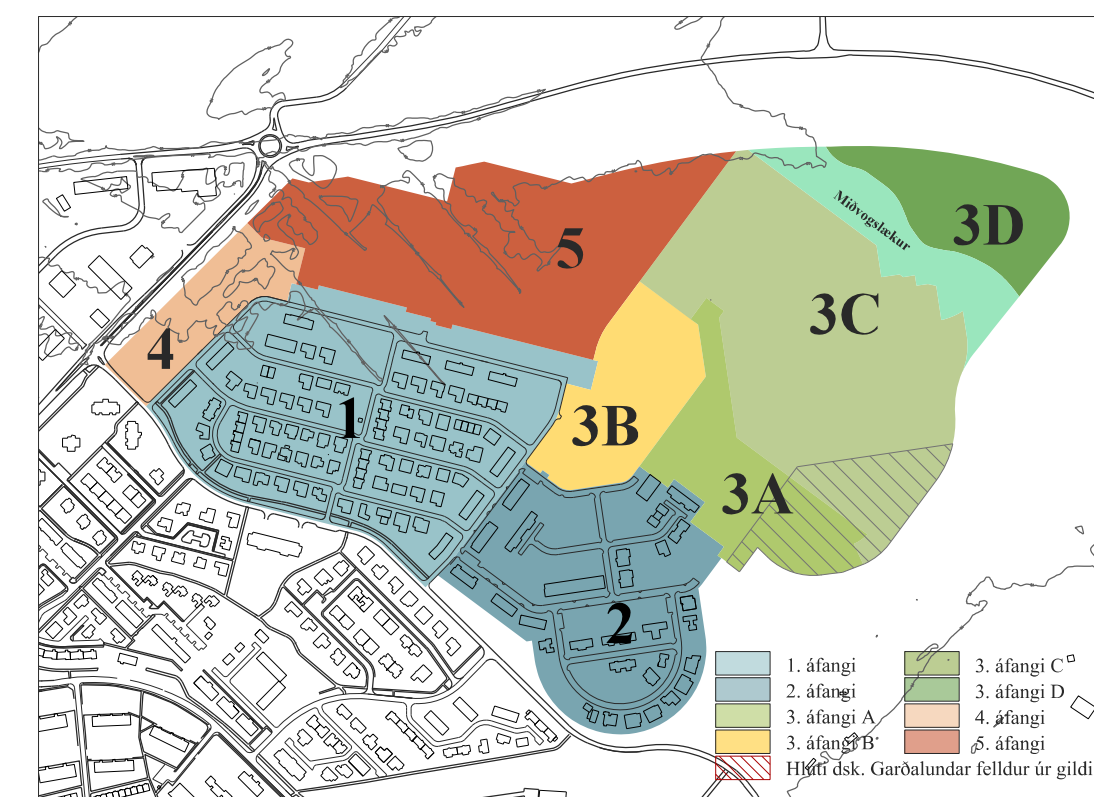 Miðvogslækur
3D
5
3C
4
1
3B
3A
2
1. áfangi
2. áfangi
3. áfangi A
3. áfangi B
3. áfangi C
3. áfangi D
4. áfangi
5. áfangi
Hluti dsk. Garðalundar felldur úr gildi